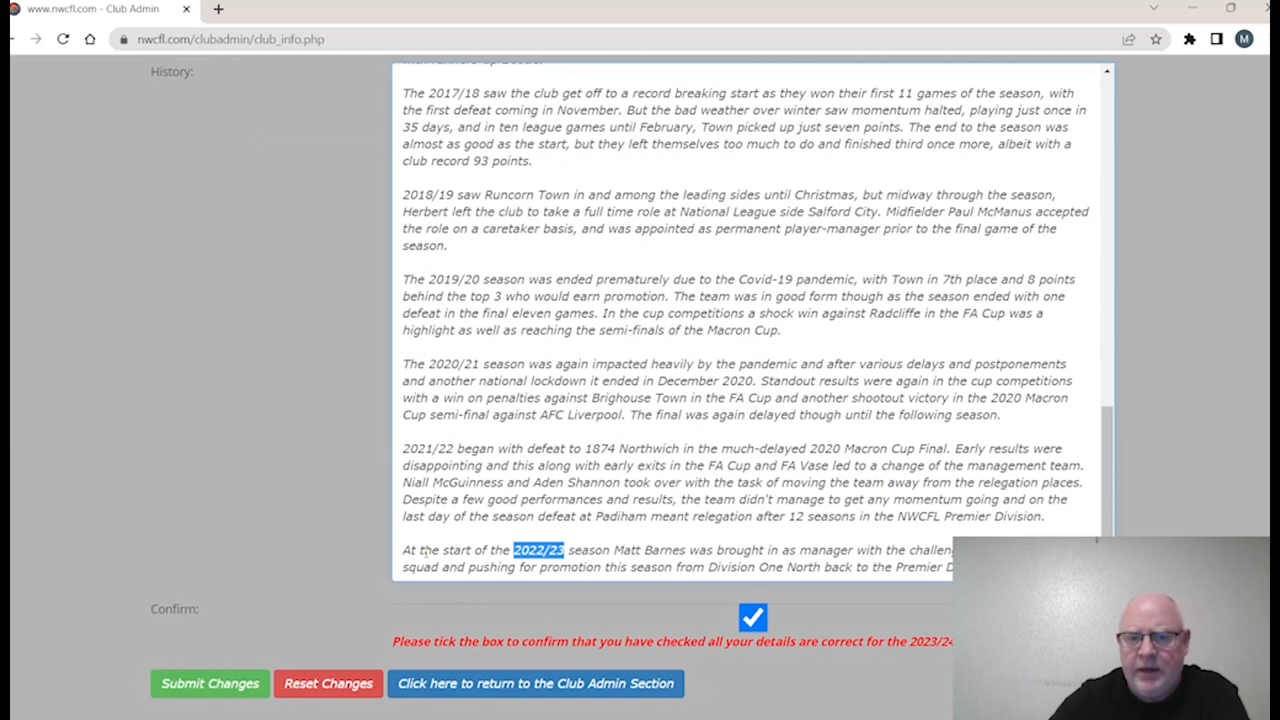 www.nwcfl.com - Club Admin
nwcfl.com/clubadmin/club_info.php
M
History:
The 2017/18 saw the club get off to a record breaking start as they won their first 11 games of the season, with
the first defeat coming in November. But the bad weather over winter saw momentum halted, playing just once in
35 days, and in ten league games until February, Town picked up just seven points. The end to the season was
almost as good as the start, but they left themselves too much to do and finished third once more, albeit with a
club record 93 points.
2018/19 saw Runcorn Town in and among the leading sides until Christmas, but midway through the season,
Herbert left the club to take a full time role at National League side Salford City. Midfielder Paul McManus accepted
the role on a caretaker basis, and was appointed as permanent player-manager prior to the final game of the
season.
The 2019/20 season was ended prematurely due to the Covid-19 pandemic, with Town in 7th place and 8 points
behind the top 3 who would earn promotion. The team was in good form though as the season ended with one
defeat in the final eleven games. In the cup competitions a shock win against Radcliffe in the FA Cup was a
highlight as well as reaching the semi-finals of the Macron Cup.
The 2020/21 season was again impacted heavily by the pandemic and after various delays and postponements
and another national lockdown it ended in December 2020. Standout results were again in the cup competitions
with a win on penalties against Brighouse Town in the FA Cup and another shootout victory in the 2020 Macron
Cup semi-final against AFC Liverpool. The final was again delayed though until the following season.
2021/22 began with defeat to 1874 Northwich in the much-delayed 2020 Macron Cup Final. Early results were
disappointing and this along with early exits in the FA Cup and FA Vase led to a change of the management team.
Niall McGuinness and Aden Shannon took over with the task of moving the team away from the relegation places.
Despite a few good performances and results, the team didn't manage to get any momentum going and on the
last day of the season defeat at Padiham meant relegation after 12 seasons in the NWCFL Premier Division.
At the start of the 2022/23 season Matt Barnes was brought in as manager with the
squad and pushing for promotion this season from Division One North back to the Premier
Confirm:
Please tick the box to confirm that you have checked all your details are correct for the 2023/24
Submit Changes
Reset Changes
Click here to return to the Club Admin Section